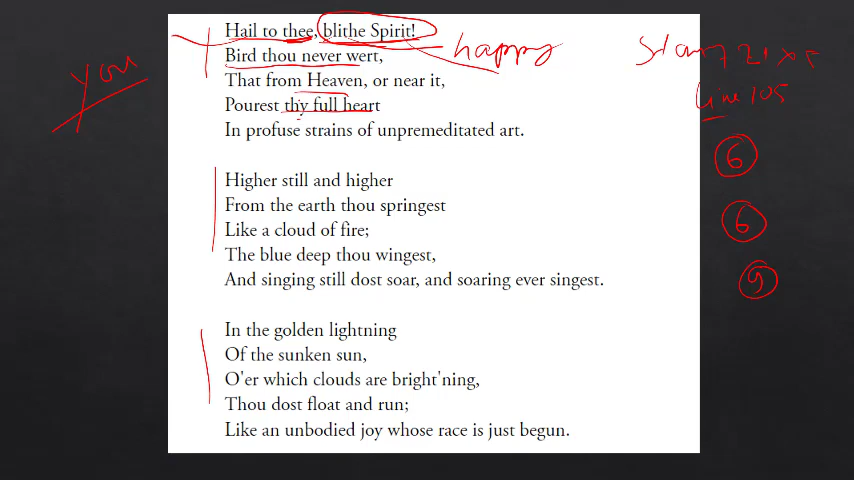 Hail to thee, blithe Spirit!
Bird thou never wert,
That from Heaven, or near it,
Pourest thy full heart
In profuse strains of unpremeditated art.
Higher still and higher
From the earth thou springest
Like a cloud of fire;
The blue deep thou wingest,
And singing still dost soar, and soaring ever singest.
In the golden lightning
Of the sunken sun,
O'er which clouds are bright'ning,
Thou dost float and run;
Like an unbodied joy whose race is just begun.
you
happy
21 x 5
Line 105
6
6
9